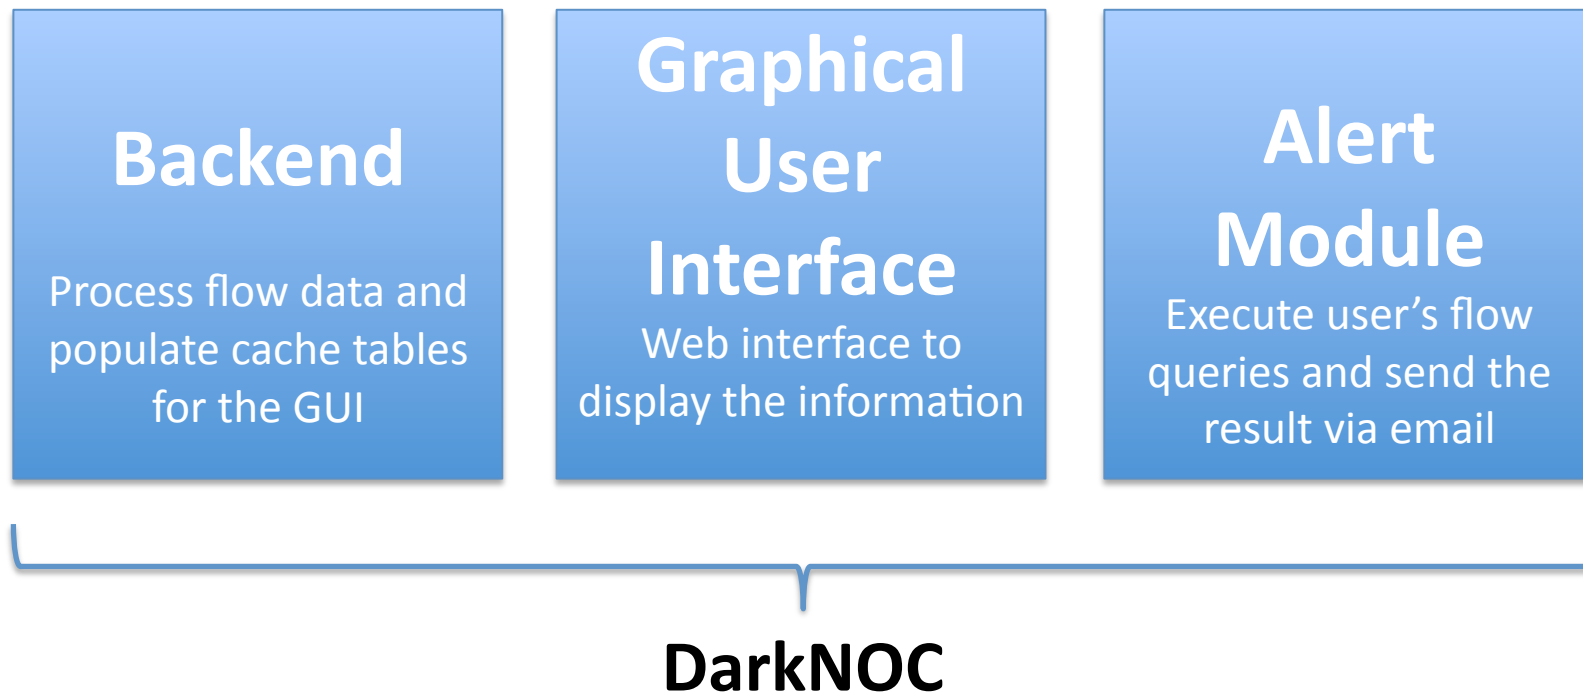 Backend
Process flow data and
populate cache tables
for the GUI
Graphical
User
Interface
Web interface to
display the information
Alert
Module
Execute user’s flow
queries and send the
result via email
DarkNOC